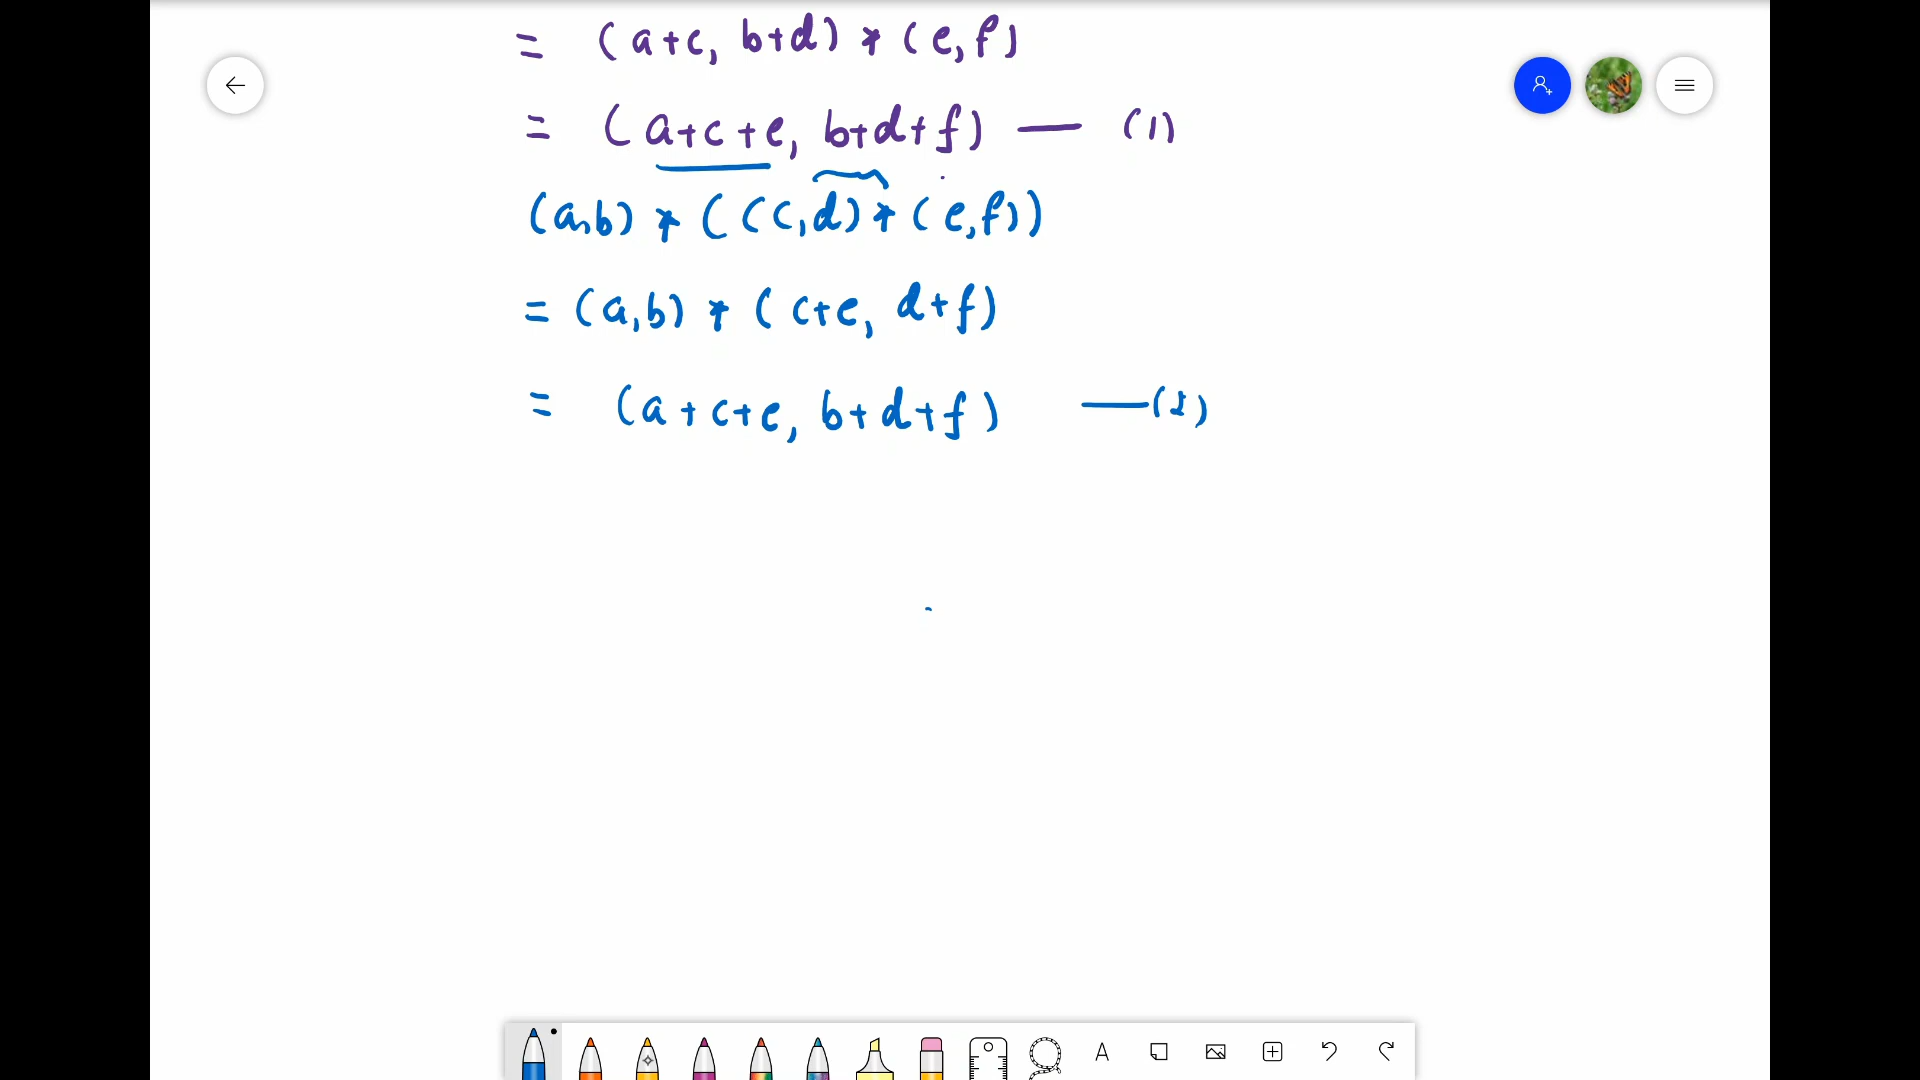 = (a+c, b+d) * (e,f)
= (a+c+e, b+d+f) — (1)
(a,b) * ((c,d) * (e,f))
= (a,b) * (c+e, d+f)
= (a+c+e, b+d+f) — (2)